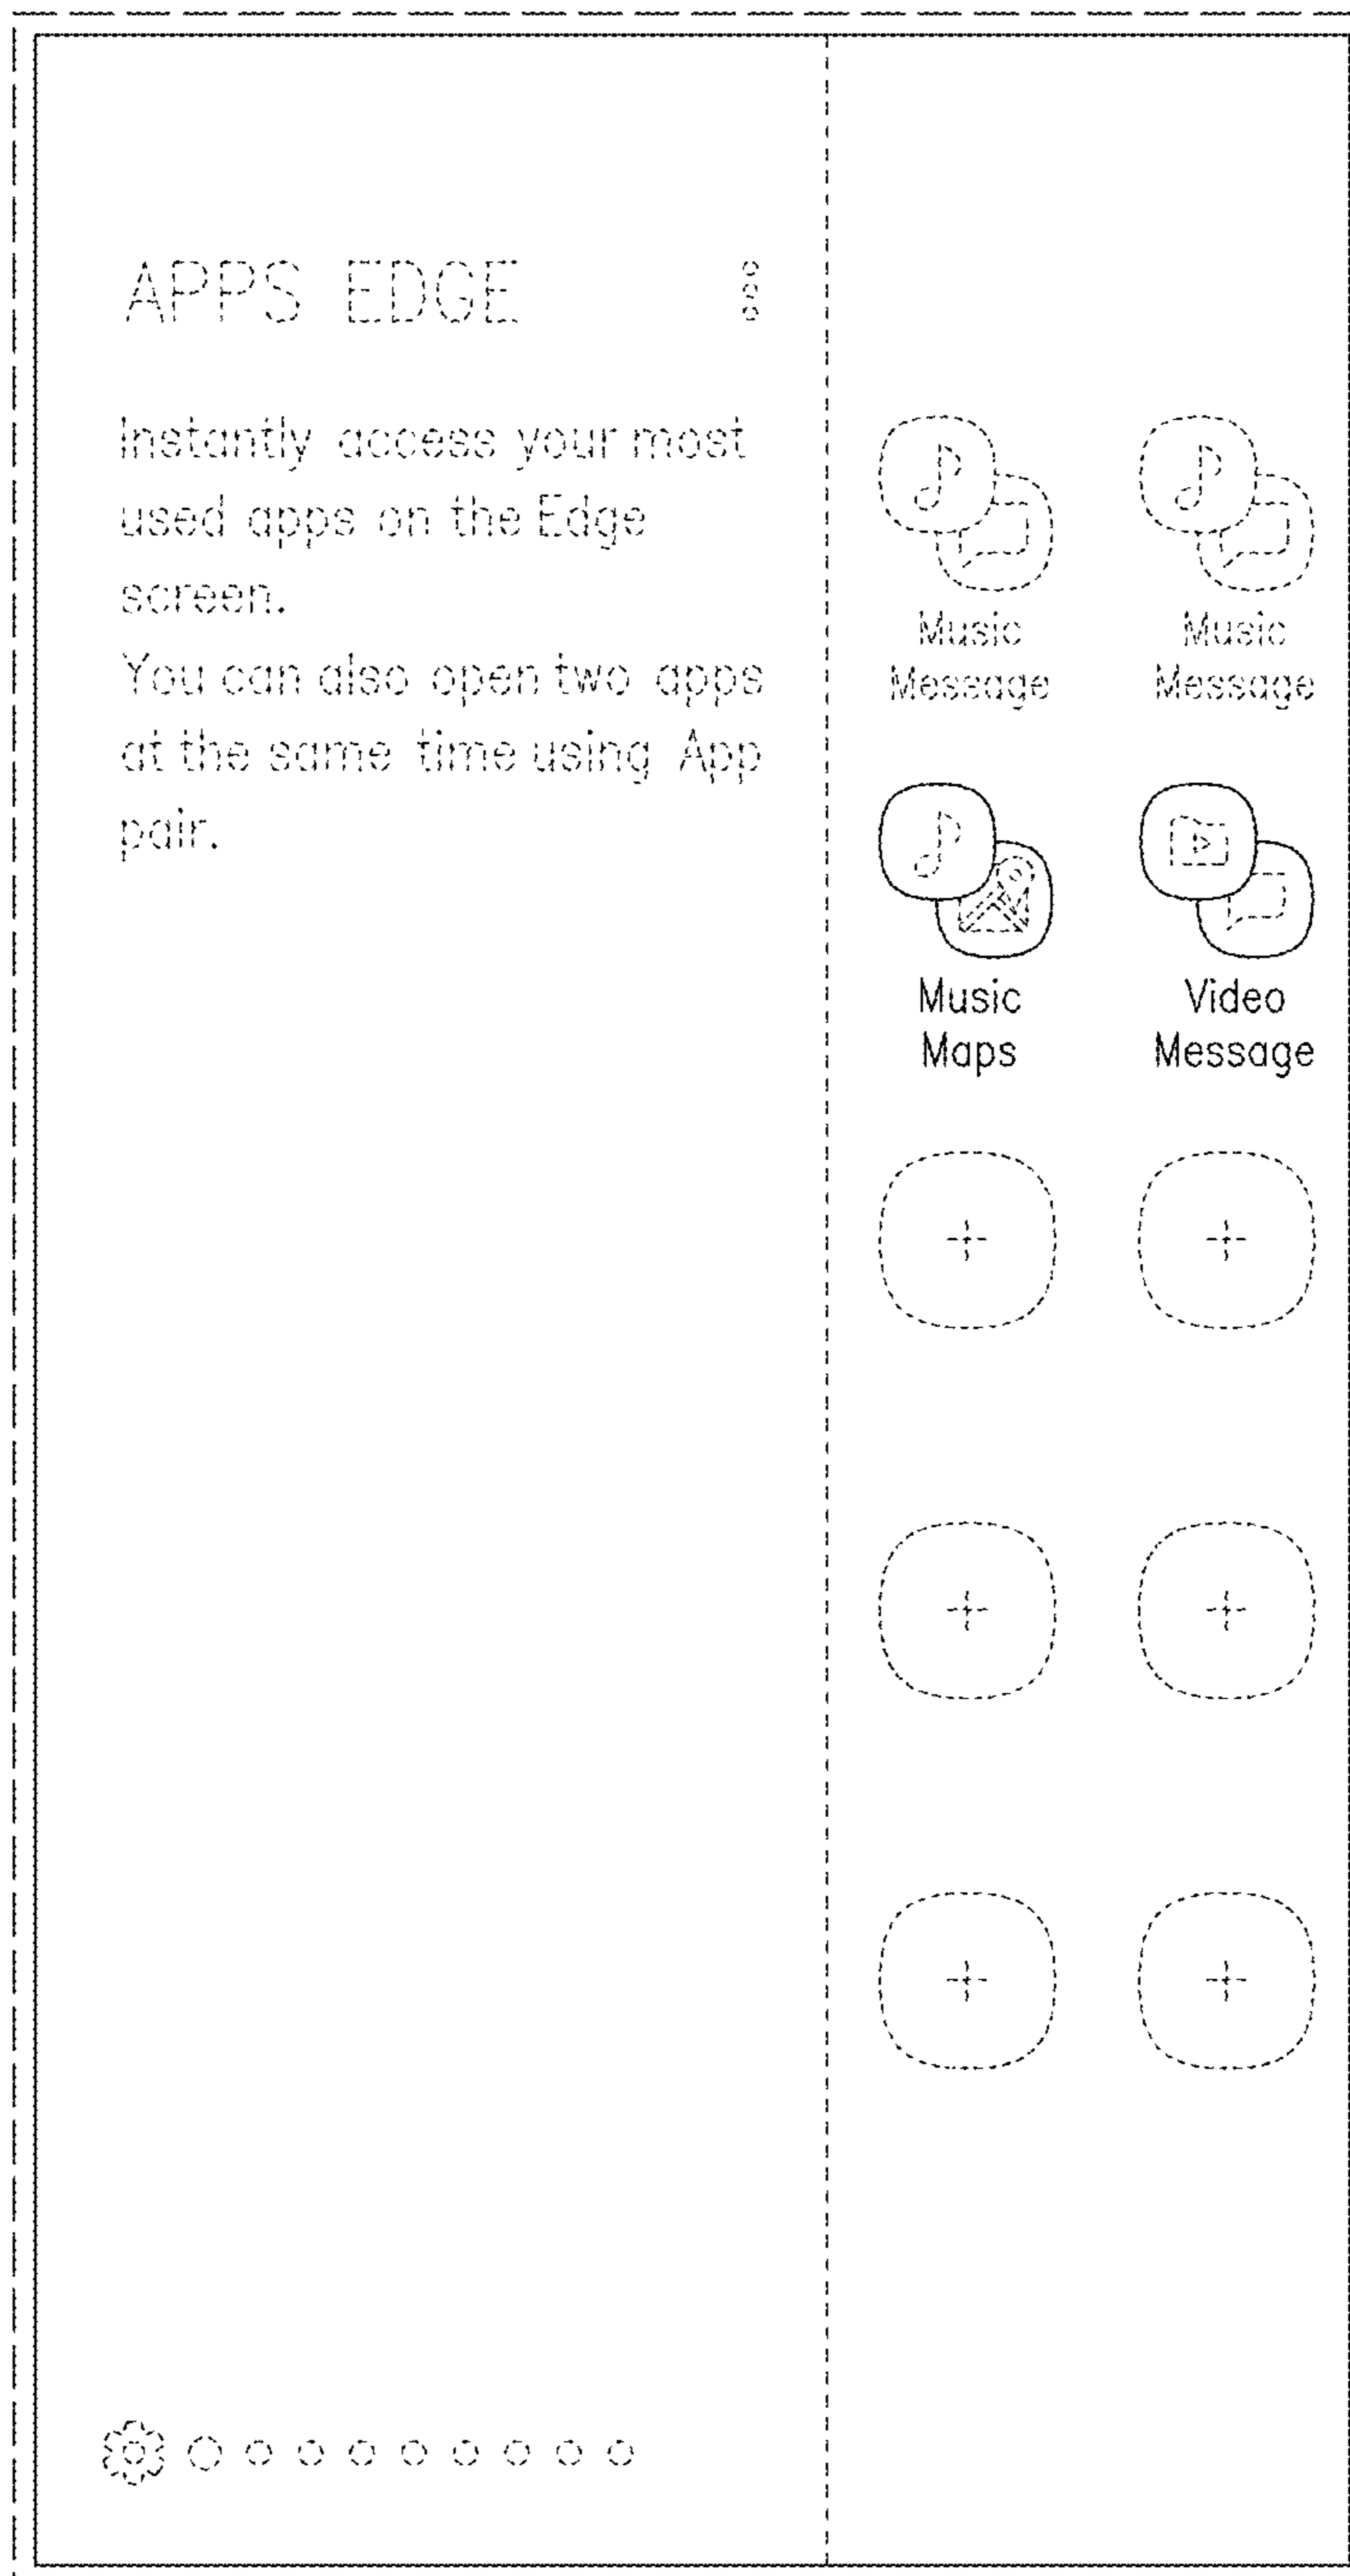 APPS EDGE
Instantly access your most
used apps on the Edge
screen.
You can also open two apps
at the same time using App
pair.
Music
Message
Music
Message
Music
Maps
Video
Message